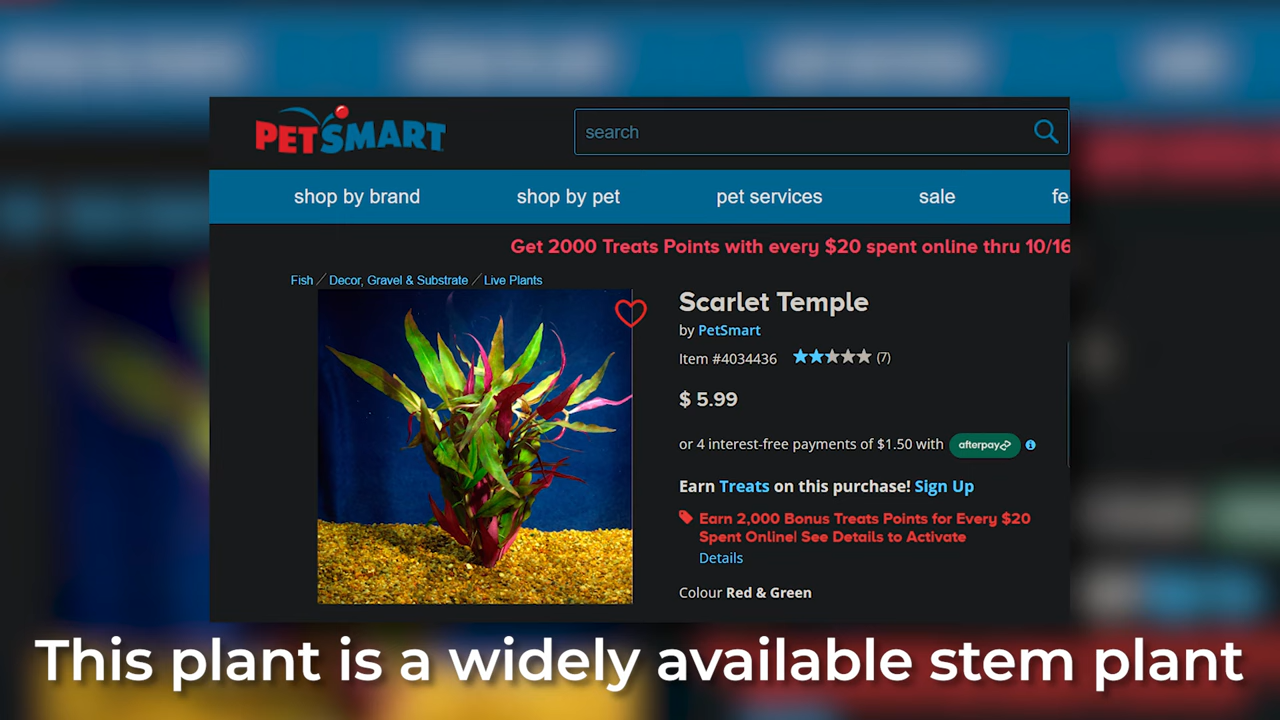 PETSMART
search
shop by brand shop by pet pet services sale fe
Get 2000 Treats Points with every $20 spent online thru 10/16
Fish / Decor, Gravel & Substrate / Live Plants
Scarlet Temple
by PetSmart
Item #4034436 (7)
$ 5.99
or 4 interest-free payments of $1.50 with afterpay
Earn Treats on this purchase! Sign Up
Earn 2,000 Bonus Treats Points for Every $20
Spent Online! See Details to Activate
Details
Colour Red & Green
This plant is a widely available stem plant